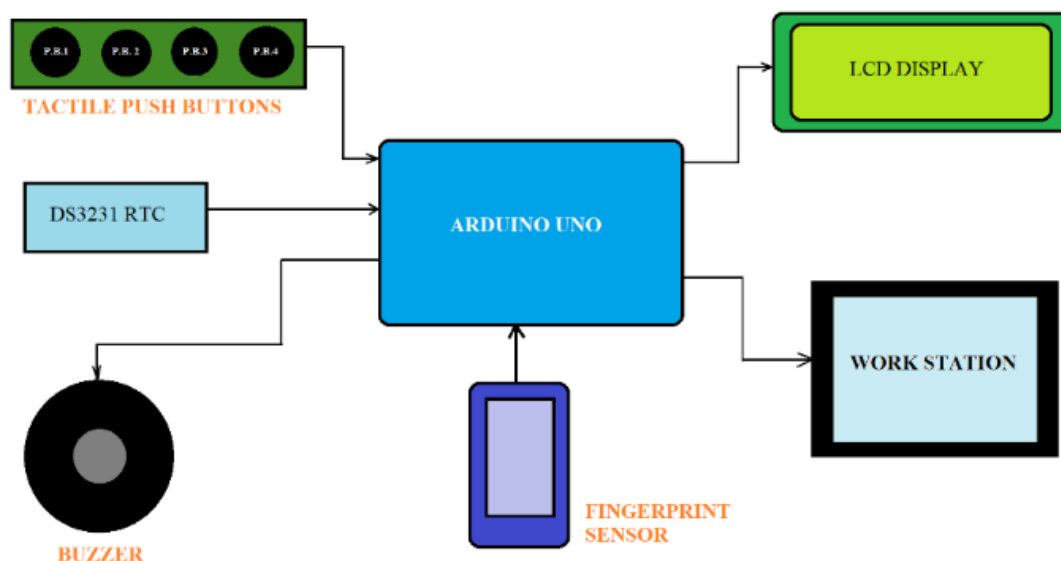 P.B.1 P.B. 2 P.B.3 P.B.4
TACTILE PUSH BUTTONS
LCD DISPLAY
DS3231 RTC
ARDUINO UNO
WORK STATION
FINGERPRINT
SENSOR
BUZZER